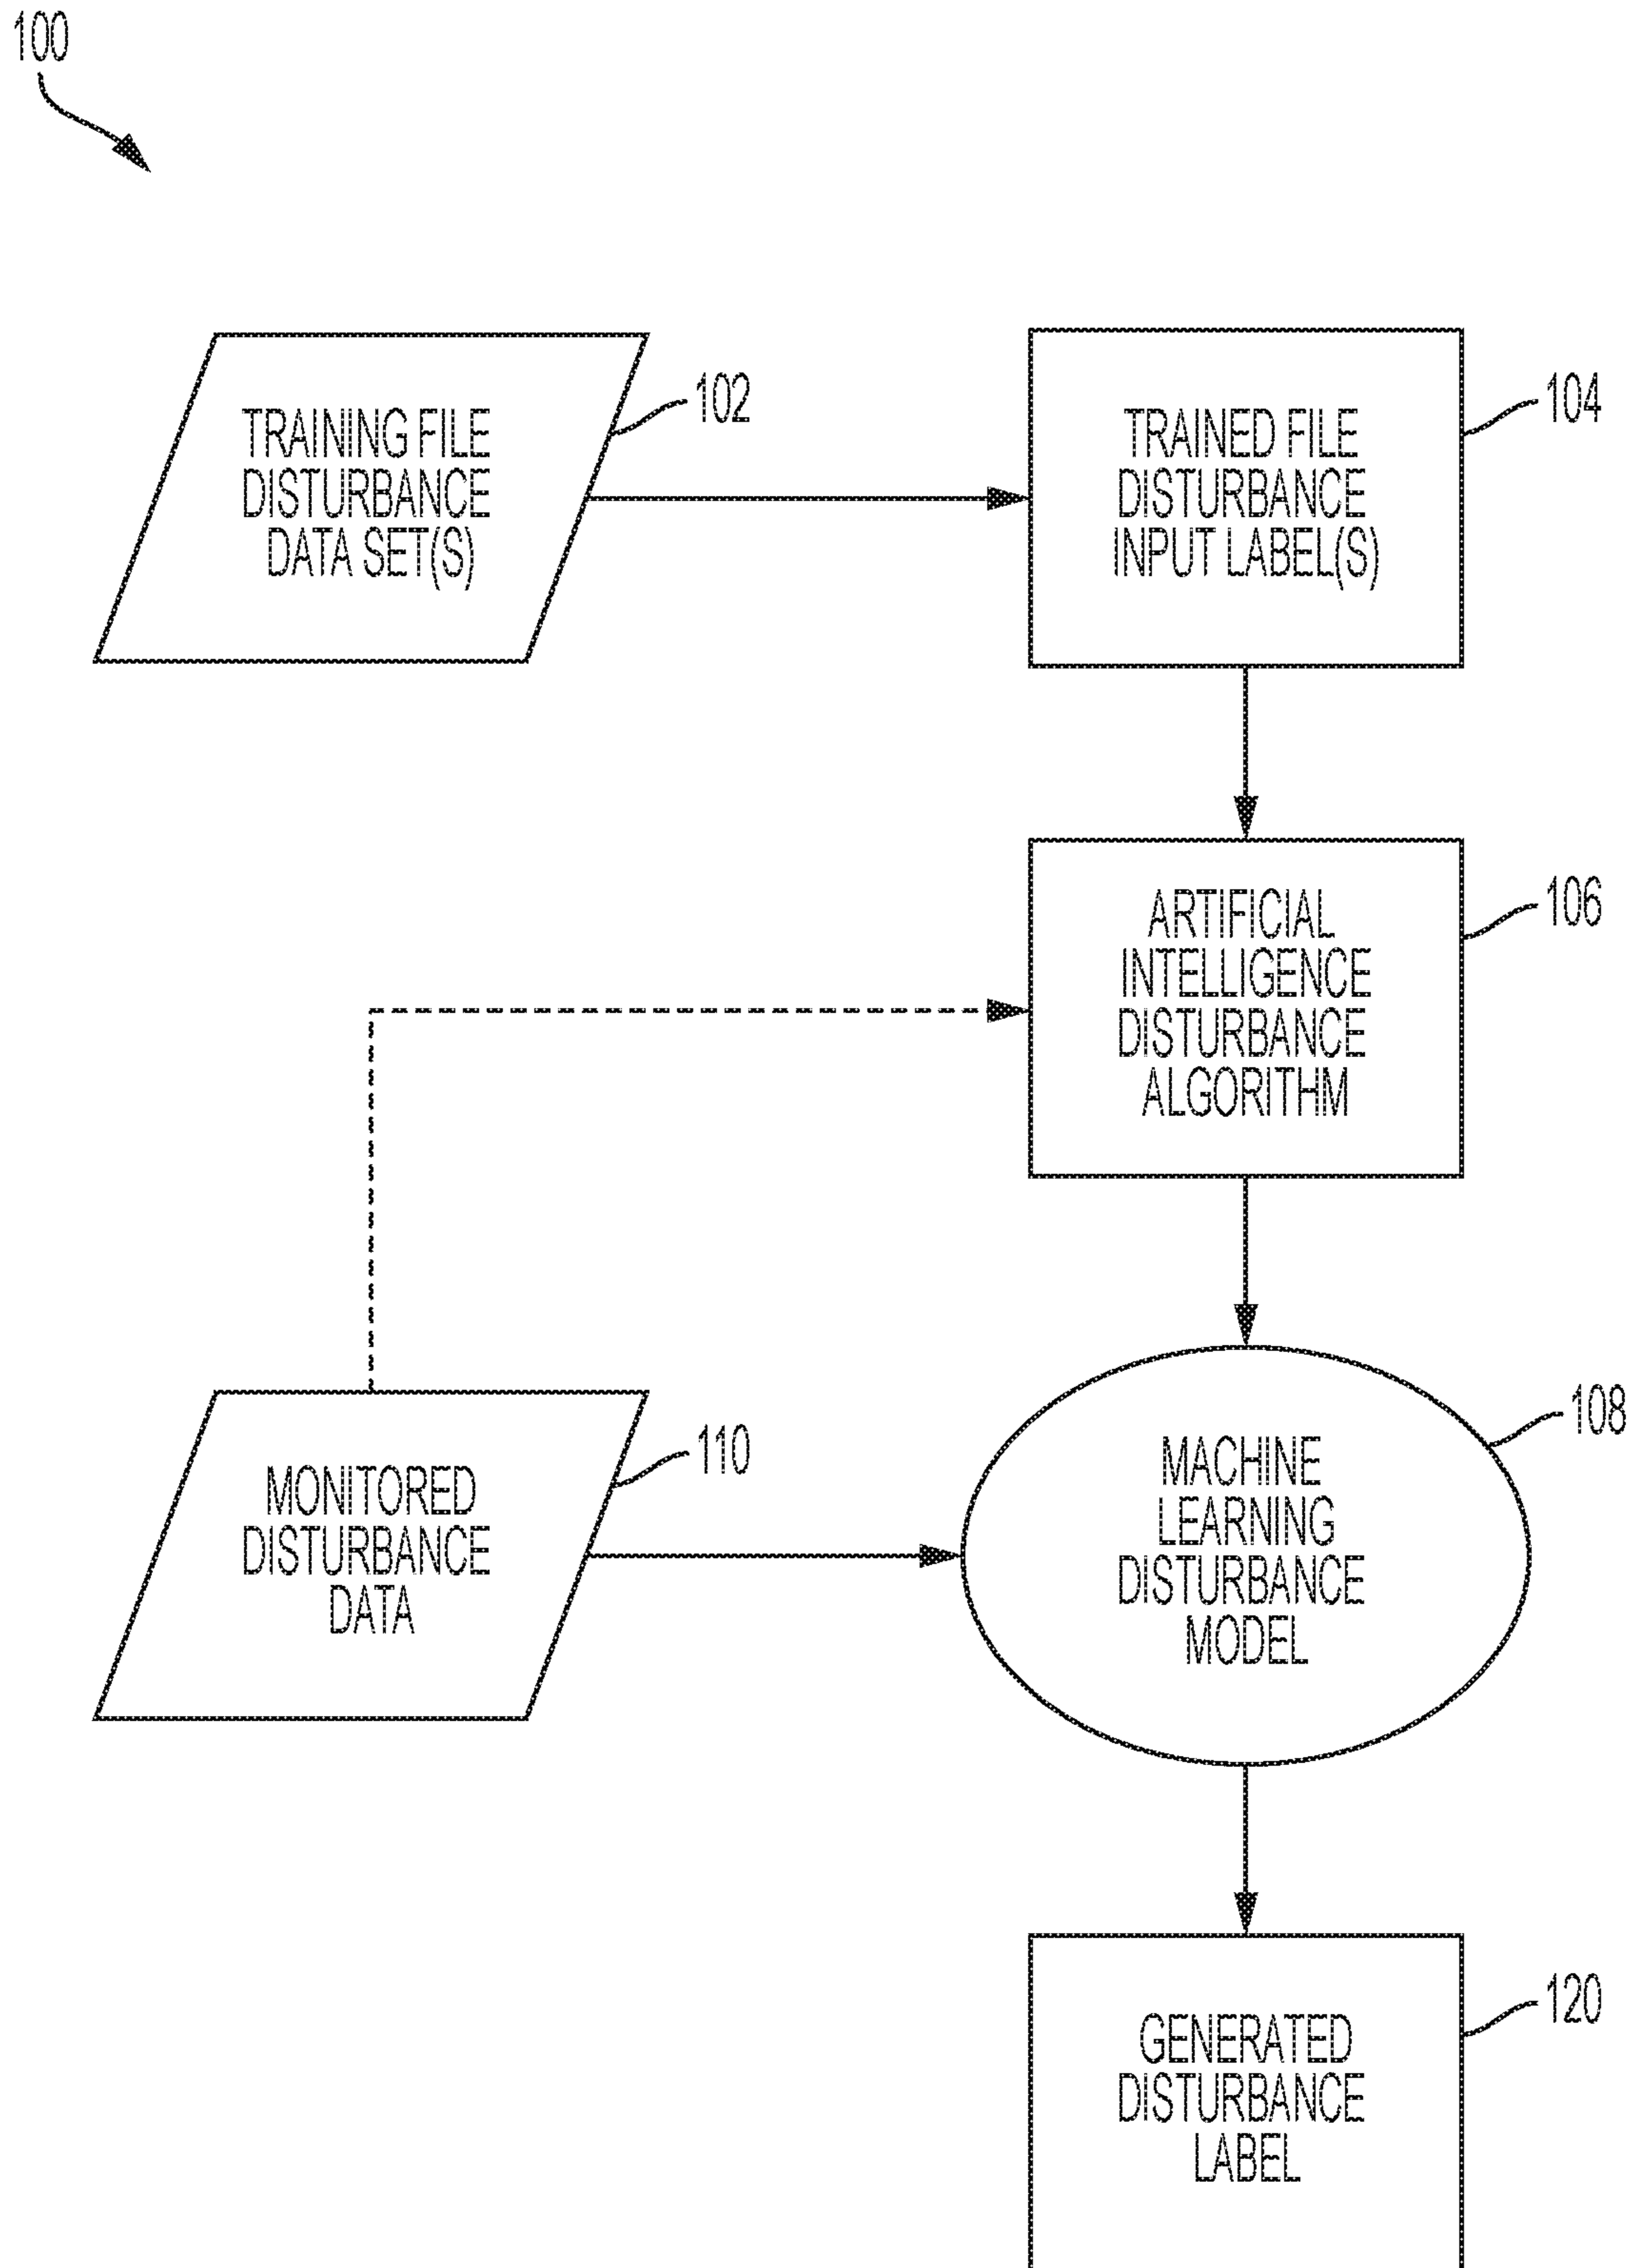 100
TRAINING FILE
DISTURBANCE
DATA SET(S)
102
TRAINED FILE
DISTURBANCE
INPUT LABEL(S)
104
ARTIFICIAL
INTELLIGENCE
DISTURBANCE
ALGORITHM
106
MONITORED
DISTURBANCE
DATA
110
MACHINE
LEARNING
DISTURBANCE
MODEL
108
GENERATED
DISTURBANCE
LABEL
120